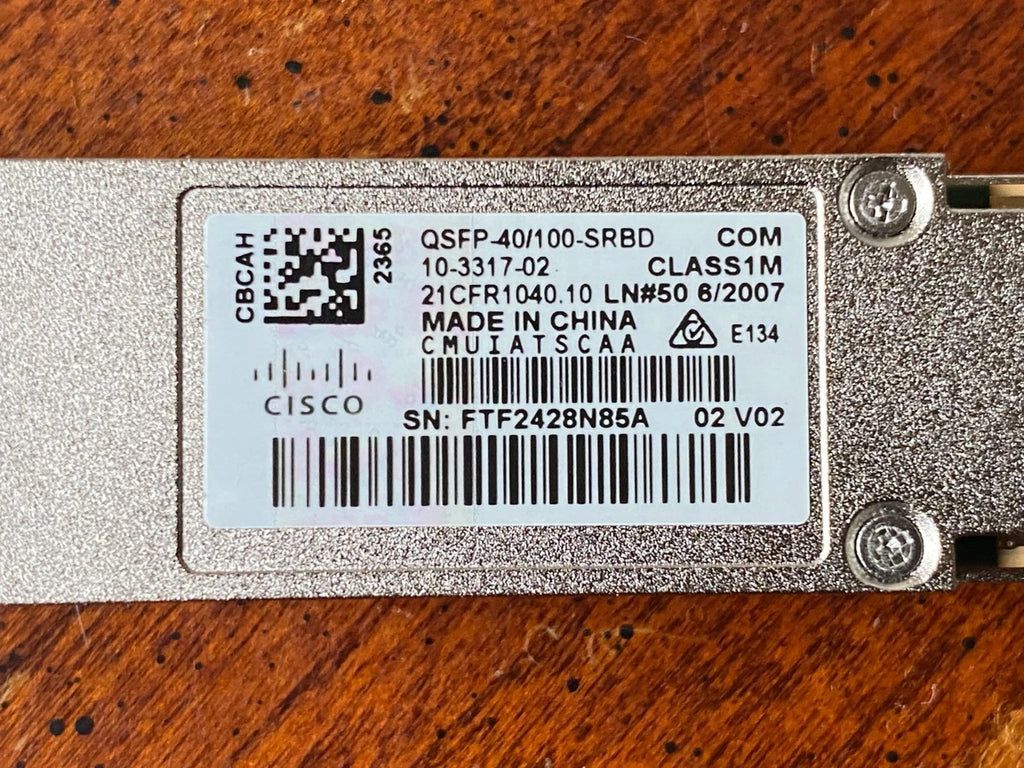 CBCAH
2365
QSFP-40/100-SRBD COM
10-3317-02 CLASS1M
21CFR1040.10 LN#50 6/2007
MADE IN CHINA
CMUIATSCAA
E134
CISCO
SN: FTF2428N85A 02 V02